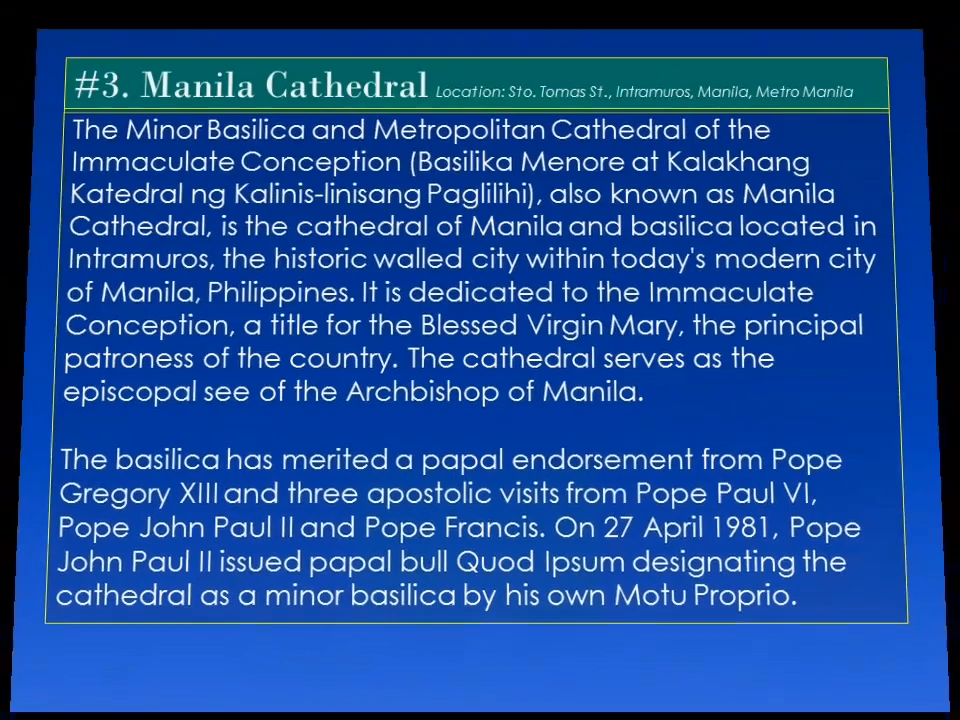 #3. Manila Cathedral Location: Sto. Tomas St., Intramuros, Manila, Metro Manila
The Minor Basilica and Metropolitan Cathedral of the
Immaculate Conception (Basilika Menore at Kalakhang
Katedral ng Kalinis-linisang Paglilihi), also known as Manila
Cathedral, is the cathedral of Manila and basilica located in
Intramuros, the historic walled city within today's modern city
of Manila, Philippines. It is dedicated to the Immaculate
Conception, a title for the Blessed Virgin Mary, the principal
patroness of the country. The cathedral serves as the
episcopal see of the Archbishop of Manila.
The basilica has merited a papal endorsement from Pope
Gregory XIII and three apostolic visits from Pope Paul VI,
Pope John Paul II and Pope Francis. On 27 April 1981, Pope
John Paul II issued papal bull Quod Ipsum designating the
cathedral as a minor basilica by his own Motu Proprio.